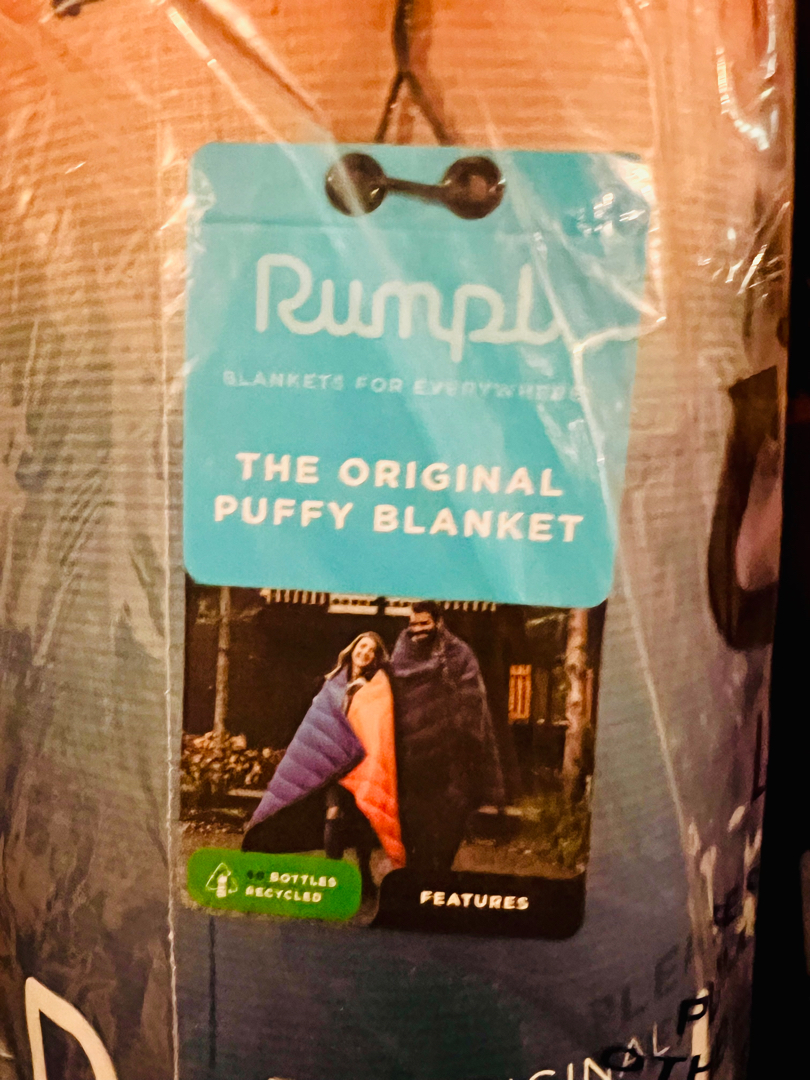 Rumpl
BLANKETS FOR EVERYWHERE
THE ORIGINAL
PUFFY BLANKET
BOTTLES
RECYCLED
FEATURES